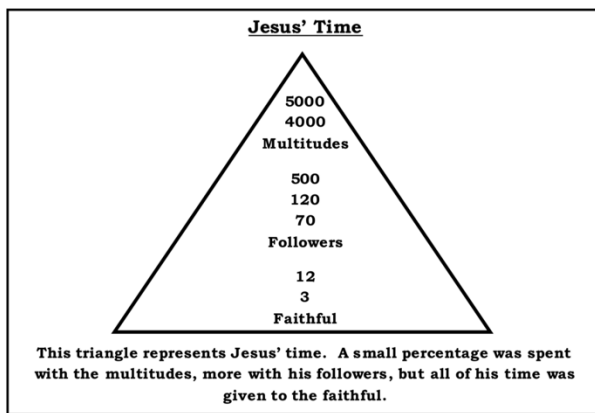 Jesus' Time
5000
4000
Multitudes
500
120
70
Followers
12
3
Faithful
This triangle represents Jesus' time.  A small percentage was spent
with the multitudes, more with his followers, but all of his time was
given to the faithful.